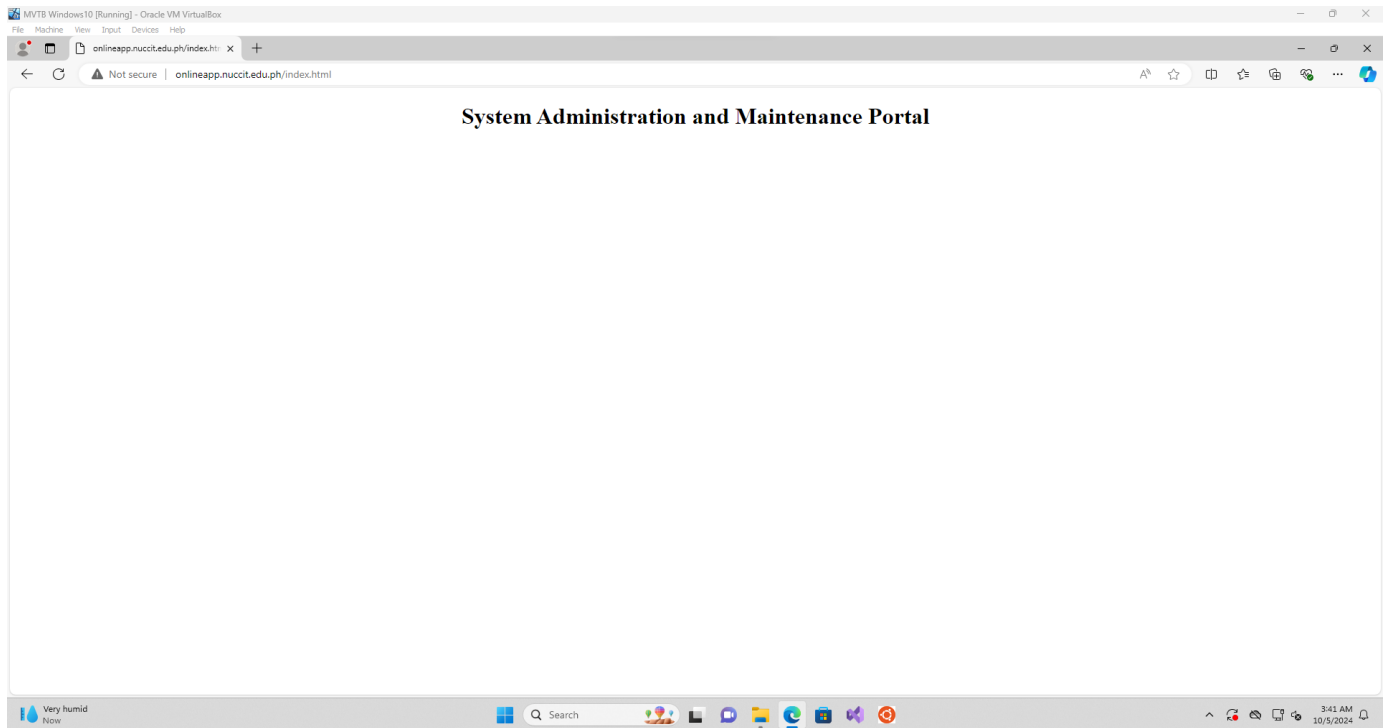 MVTB Windows10 [Running] - Oracle VM VirtualBox
File Machine View Input Devices Help
onlineapp.nuccit.edu.ph/index.htm
Not secure | onlineapp.nuccit.edu.ph/index.html
System Administration and Maintenance Portal
Very humid
Now
Search
3:41 AM
10/5/2024